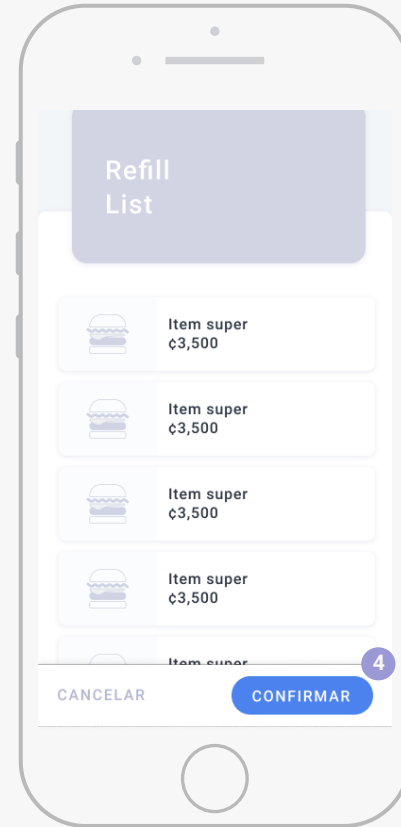 Refill
List
Item super
¢3,500
Item super
¢3,500
Item super
¢3,500
Item super
¢3,500
Item super
4
CANCELAR
CONFIRMAR